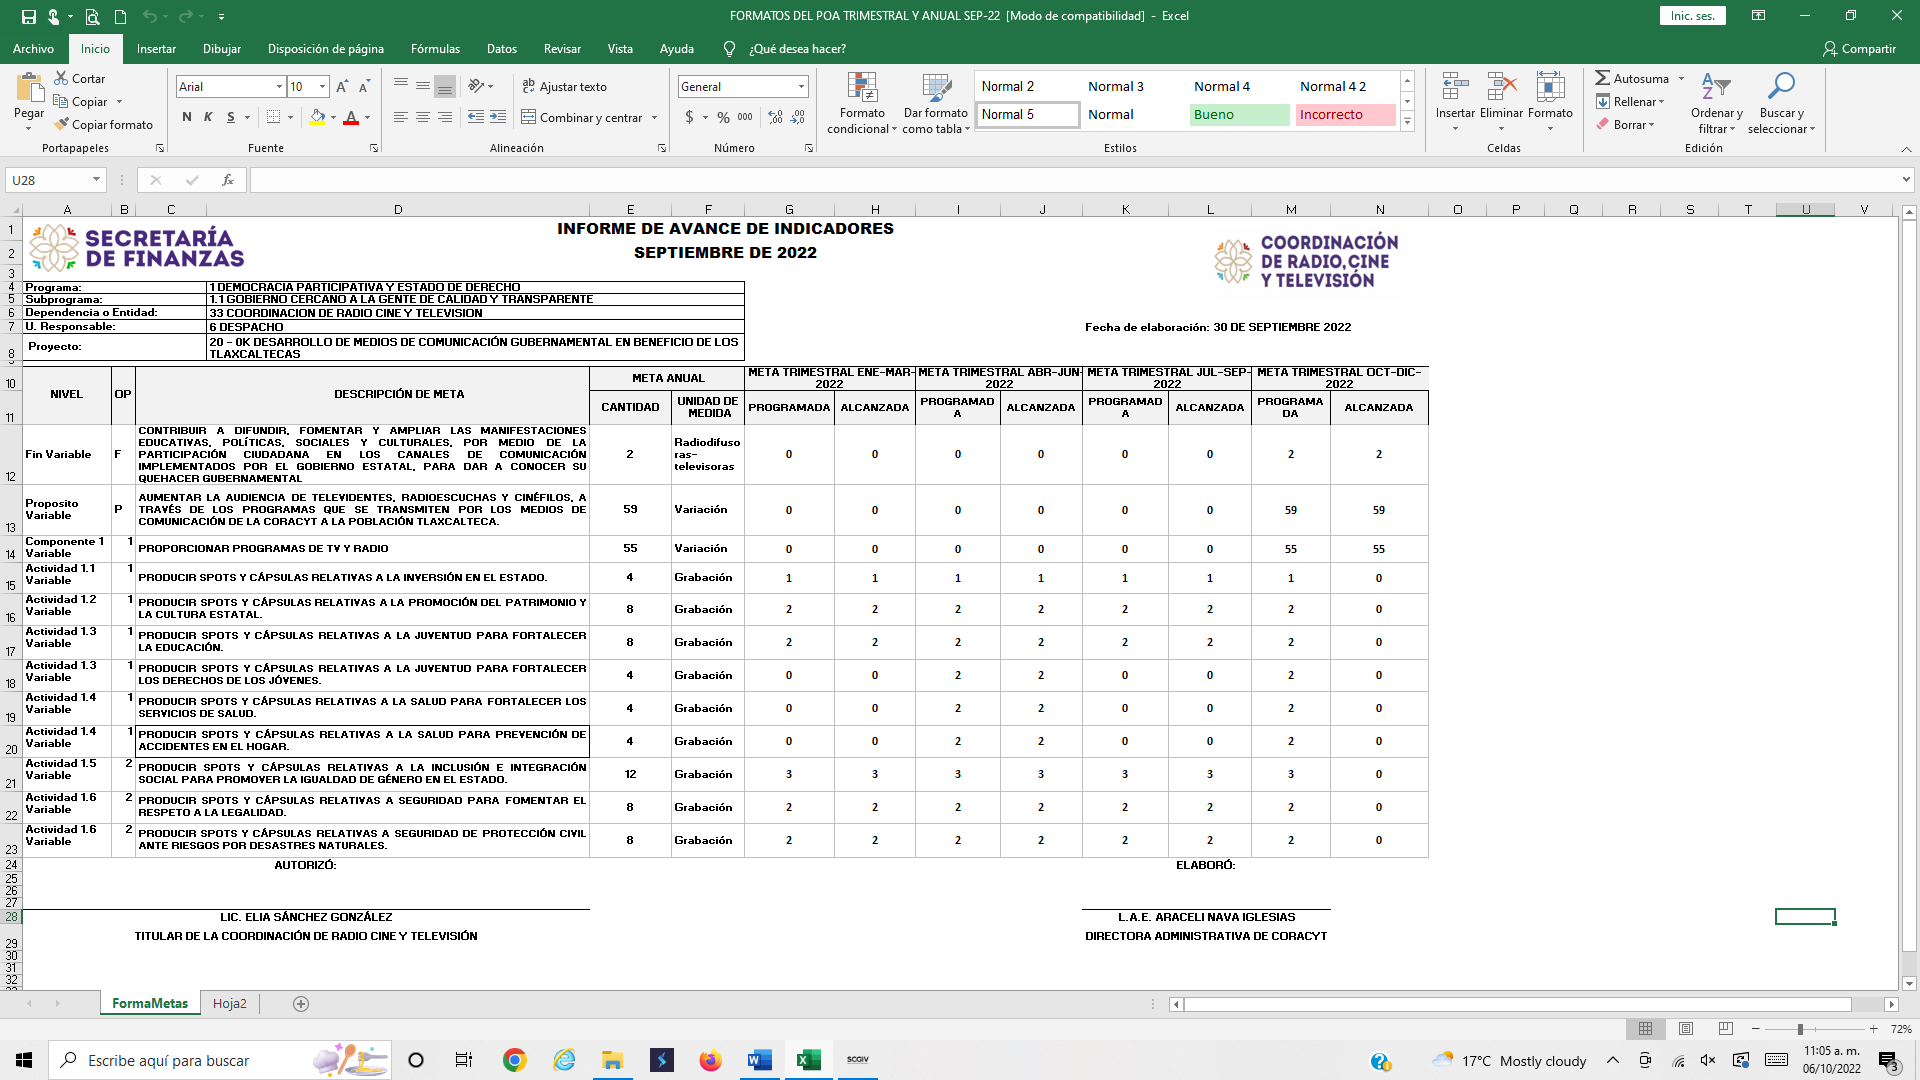 FORMATOS DEL POA TRIMESTRAL Y ANUAL SEP-22 [Modo de compatibilidad] - Excel
Inic. ses.
Archivo Inicio Insertar Dibujar Disposición de página Fórmulas Datos Revisar Vista Ayuda ¿Qué desea hacer? Compartir
Pegar
Cortar
Copiar
Copiar formato
Portapapeles
Arial 10
N K S
Fuente
Ajustar texto
Combinar y centrar
Alineación
General
$ % 000
Número
Formato condicional
Dar formato como tabla
Normal 2 Normal 3 Normal 4 Normal 4 2
Normal 5 Normal Bueno Incorrecto
Estilos
Insertar Eliminar Formato
Celdas
Autosuma
Rellenar
Borrar
Ordenar y filtrar
Buscar y seleccionar
Edición
U28
fx
A B C D E F G H I J K L M N O P Q R S T U V
SECRETARÍA
DE FINANZAS
INFORME DE AVANCE DE INDICADORES
SEPTIEMBRE DE 2022
COORDINACIÓN
DE RADIO, CINE
Y TELEVISIÓN
Programa: 1 DEMOCRACIA PARTICIPATIVA Y ESTADO DE DERECHO
Subprograma: 1.1 GOBIERNO CERCANO A LA GENTE DE CALIDAD Y TRANSPARENTE
Dependencia o Entidad: 33 COORDINACION DE RADIO CINE Y TELEVISION
U. Responsable: 6 DESPACHO
Fecha de elaboración: 30 DE SEPTIEMBRE 2022
Proyecto: 20 - 0K DESARROLLO DE MEDIOS DE COMUNICACIÓN GUBERNAMENTAL EN BENEFICIO DE LOS
TLAXCALTECAS
NIVEL OP DESCRIPCIÓN DE META META ANUAL META TRIMESTRAL ENE-MAR-2022 META TRIMESTRAL ABR-JUN-2022 META TRIMESTRAL JUL-SEP-2022 META TRIMESTRAL OCT-DIC-2022
CANTIDAD UNIDAD DE MEDIDA PROGRAMADA ALCANZADA PROGRAMADA ALCANZADA PROGRAMADA ALCANZADA PROGRAMADA ALCANZADA
Fin Variable F
CONTRIBUIR A DIFUNDIR, FOMENTAR Y AMPLIAR LAS MANIFESTACIONES
EDUCATIVAS, POLÍTICAS, SOCIALES Y CULTURALES, POR MEDIO DE LA
PARTICIPACIÓN CIUDADANA EN LOS CANALES DE COMUNICACIÓN
IMPLEMENTADOS POR EL GOBIERNO ESTATAL, PARA DAR A CONOCER SU
QUEHACER GUBERNAMENTAL
2 Radiodifusoras-televisoras 0 0 0 0 0 0 2 2
Proposito Variable P
AUMENTAR LA AUDIENCIA DE TELEVIDENTES, RADIOESCUCHAS Y CINÉFILOS, A
TRAVÉS DE LOS PROGRAMAS QUE SE TRANSMITEN POR LOS MEDIOS DE
COMUNICACIÓN DE LA CORACYT A LA POBLACIÓN TLAXCALTECA.
59 Variación 0 0 0 0 0 0 59 59
Componente 1 Variable 1 PROPORCIONAR PROGRAMAS DE TV Y RADIO 55 Variación 0 0 0 0 0 0 55 55
Actividad 1.1 Variable 1 PRODUCIR SPOTS Y CÁPSULAS RELATIVAS A LA INVERSIÓN EN EL ESTADO. 4 Grabación 1 1 1 1 1 1 1 0
Actividad 1.2 Variable 1 PRODUCIR SPOTS Y CÁPSULAS RELATIVAS A LA PROMOCIÓN DEL PATRIMONIO Y
LA CULTURA ESTATAL. 8 Grabación 2 2 2 2 2 2 2 0
Actividad 1.3 Variable 1 PRODUCIR SPOTS Y CÁPSULAS RELATIVAS A LA JUVENTUD PARA FORTALECER
LA EDUCACIÓN. 8 Grabación 2 2 2 2 2 2 2 0
Actividad 1.3 Variable 1 PRODUCIR SPOTS Y CÁPSULAS RELATIVAS A LA JUVENTUD PARA FORTALECER
LOS DERECHOS DE LOS JÓVENES. 4 Grabación 0 0 2 2 0 0 2 0
Actividad 1.4 Variable 1 PRODUCIR SPOTS Y CÁPSULAS RELATIVAS A LA SALUD PARA FORTALECER LOS
SERVICIOS DE SALUD. 4 Grabación 0 0 2 2 0 0 2 0
Actividad 1.4 Variable 1 PRODUCIR SPOTS Y CÁPSULAS RELATIVAS A LA SALUD PARA PREVENCIÓN DE
ACCIDENTES EN EL HOGAR. 4 Grabación 0 0 2 2 0 0 2 0
Actividad 1.5 Variable 2 PRODUCIR SPOTS Y CÁPSULAS RELATIVAS A LA INCLUSIÓN E INTEGRACIÓN
SOCIAL PARA PROMOVER LA IGUALDAD DE GÉNERO EN EL ESTADO. 12 Grabación 3 3 3 3 3 3 3 0
Actividad 1.6 Variable 2 PRODUCIR SPOTS Y CÁPSULAS RELATIVAS A SEGURIDAD PARA FOMENTAR EL
RESPETO A LA LEGALIDAD. 8 Grabación 2 2 2 2 2 2 2 0
Actividad 1.6 Variable 2 PRODUCIR SPOTS Y CÁPSULAS RELATIVAS A SEGURIDAD DE PROTECCIÓN CIVIL
ANTE RIESGOS POR DESASTRES NATURALES. 8 Grabación 2 2 2 2 2 2 2 0
AUTORIZÓ: ELABORÓ:
LIC. ELIA SÁNCHEZ GONZÁLEZ L.A.E. ARACELI NAVA IGLESIAS
TITULAR DE LA COORDINACIÓN DE RADIO CINE Y TELEVISIÓN DIRECTORA ADMINISTRATIVA DE CORACYT
FormaMetas Hoja2
72%
Escribe aquí para buscar
SCGIV
17°C Mostly cloudy
11:05 a. m.
06/10/2022
3